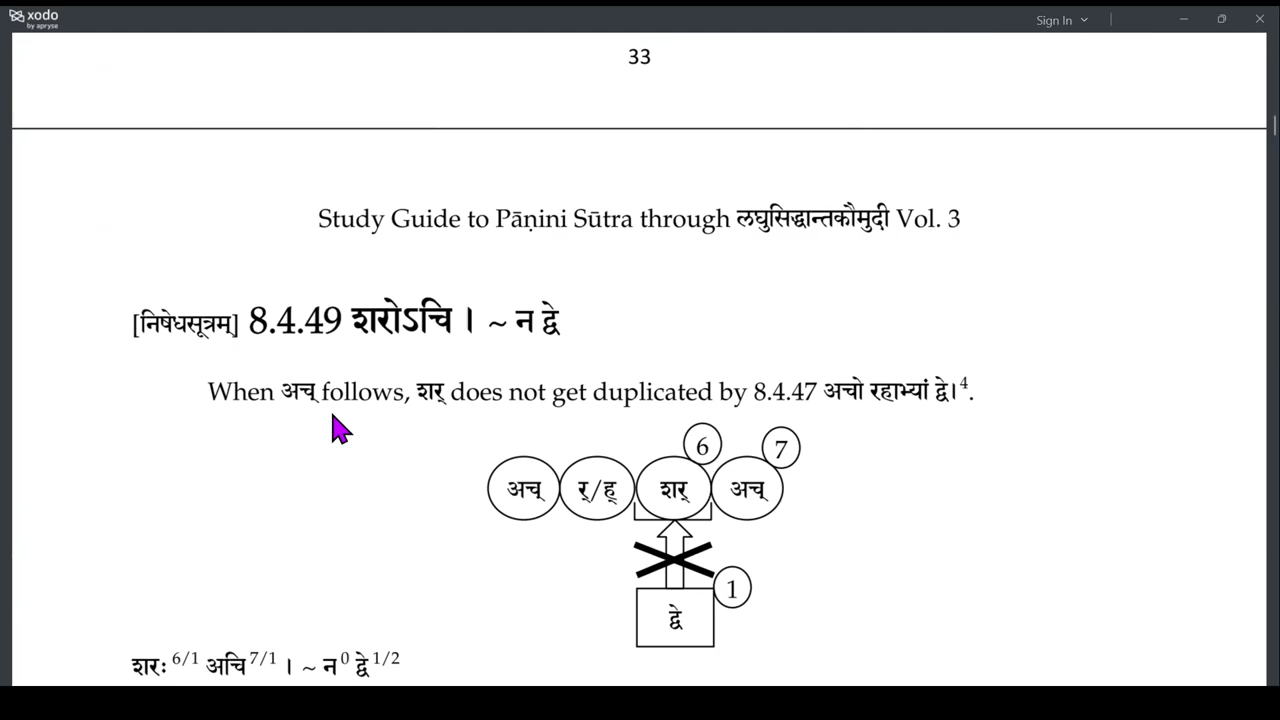 xodo
by apryse
Sign In
33
Study Guide to Pāṇini Sūtra through लघुसिद्धान्तकौमुदी Vol. 3
[निषेधसूत्रम्] 8.4.49 शरोऽचि । ~ न द्वे
When अच् follows, शर् does not get duplicated by 8.4.47 अचो रहाभ्यां द्वे।⁴.
6 7
अच् र्/ह् शर् अच्
1
द्वे
शरः ⁶/¹ अचि ⁷/¹ । ~ न ⁰ द्वे ¹/²